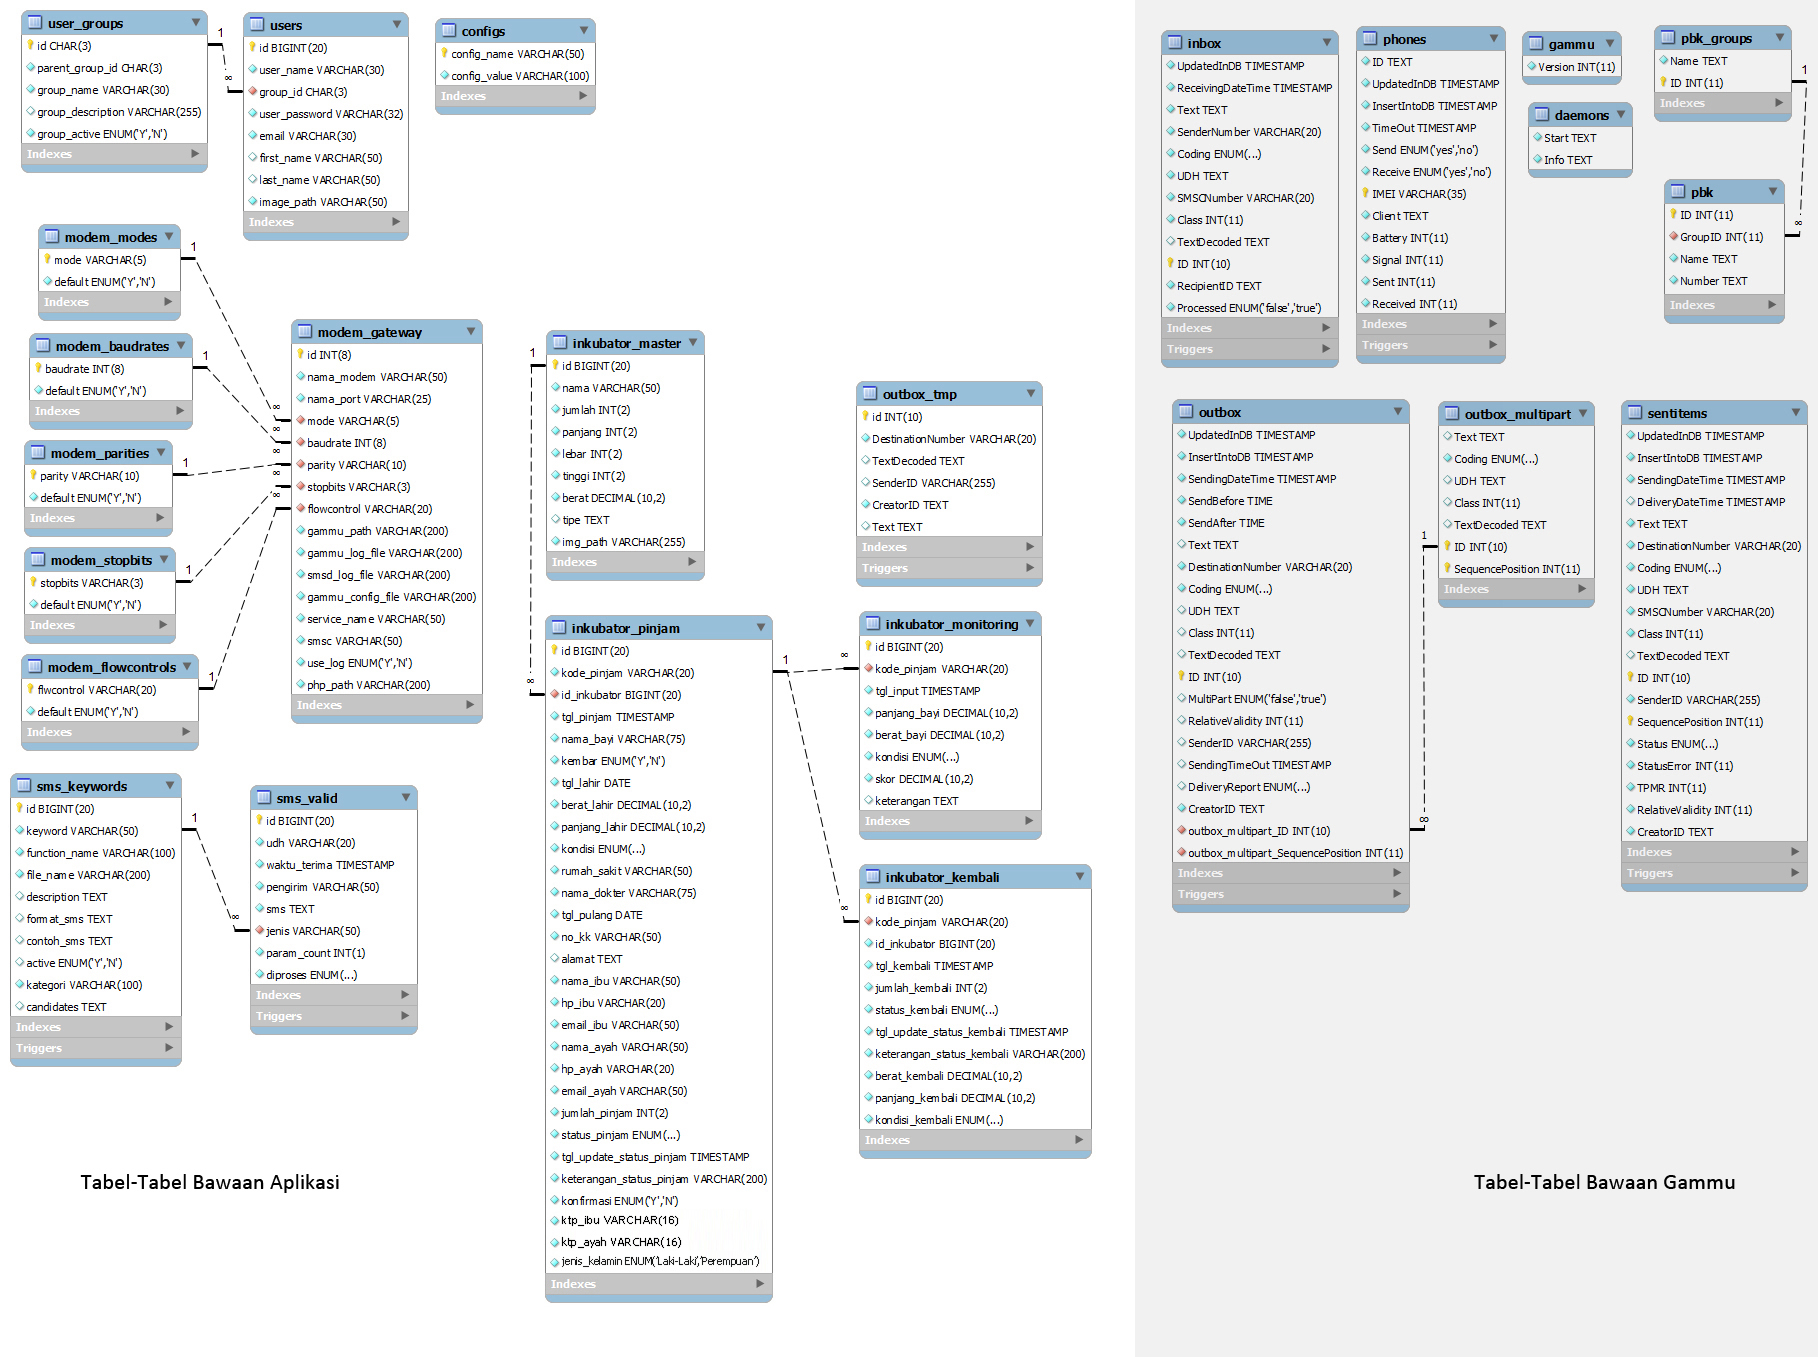 user_groups
id CHAR(3)
parent_group_id CHAR(3)
group_name VARCHAR(30)
group_description VARCHAR(255)
group_active ENUM('Y','N')
Indexes
1
∞
users
id BIGINT(20)
user_name VARCHAR(30)
group_id CHAR(3)
user_password VARCHAR(32)
email VARCHAR(30)
first_name VARCHAR(50)
last_name VARCHAR(50)
image_path VARCHAR(50)
Indexes
configs
config_name VARCHAR(50)
config_value VARCHAR(100)
Indexes
modem_modes
mode VARCHAR(5)
default ENUM('Y','N')
Indexes
1
modem_baudrates
baudrate INT(8)
default ENUM('Y','N')
Indexes
1
modem_parities
parity VARCHAR(10)
default ENUM('Y','N')
Indexes
1
modem_stopbits
stopbits VARCHAR(3)
default ENUM('Y','N')
Indexes
1
modem_flowcontrols
flwcontrol VARCHAR(20)
default ENUM('Y','N')
Indexes
1
∞
∞
∞
∞
∞
modem_gateway
id INT(8)
nama_modem VARCHAR(50)
nama_port VARCHAR(25)
mode VARCHAR(5)
baudrate INT(8)
parity VARCHAR(10)
stopbits VARCHAR(3)
flowcontrol VARCHAR(20)
gammu_path VARCHAR(200)
gammu_log_file VARCHAR(200)
smsd_log_file VARCHAR(200)
gammu_config_file VARCHAR(200)
service_name VARCHAR(50)
smsc VARCHAR(50)
use_log ENUM('Y','N')
php_path VARCHAR(200)
Indexes
sms_keywords
id BIGINT(20)
keyword VARCHAR(50)
function_name VARCHAR(100)
file_name VARCHAR(200)
description TEXT
format_sms TEXT
contoh_sms TEXT
active ENUM('Y','N')
kategori VARCHAR(100)
candidates TEXT
Indexes
Triggers
1
∞
sms_valid
id BIGINT(20)
udh VARCHAR(20)
waktu_terima TIMESTAMP
pengirim VARCHAR(50)
sms TEXT
jenis VARCHAR(50)
param_count INT(1)
diproses ENUM(...)
Indexes
Triggers
inkubator_master
id BIGINT(20)
nama VARCHAR(50)
jumlah INT(2)
panjang INT(2)
lebar INT(2)
tinggi INT(2)
berat DECIMAL(10,2)
tipe TEXT
img_path VARCHAR(255)
Indexes
1
∞
inkubator_pinjam
id BIGINT(20)
kode_pinjam VARCHAR(20)
id_inkubator BIGINT(20)
tgl_pinjam TIMESTAMP
nama_bayi VARCHAR(75)
kembar ENUM('Y','N')
tgl_lahir DATE
berat_lahir DECIMAL(10,2)
panjang_lahir DECIMAL(10,2)
kondisi ENUM(...)
rumah_sakit VARCHAR(50)
nama_dokter VARCHAR(75)
tgl_pulang DATE
no_kk VARCHAR(50)
alamat TEXT
nama_ibu VARCHAR(50)
hp_ibu VARCHAR(20)
email_ibu VARCHAR(50)
nama_ayah VARCHAR(50)
hp_ayah VARCHAR(20)
email_ayah VARCHAR(50)
jumlah_pinjam INT(2)
status_pinjam ENUM(...)
tgl_update_status_pinjam TIMESTAMP
keterangan_status_pinjam VARCHAR(200)
konfirmasi ENUM('Y','N')
ktp_ibu VARCHAR(16)
ktp_ayah VARCHAR(16)
jenis_kelamin ENUM('Laki-Laki','Perempuan')
Indexes
1
∞
∞
outbox_tmp
id INT(10)
DestinationNumber VARCHAR(20)
TextDecoded TEXT
SenderID VARCHAR(255)
CreatorID TEXT
Text TEXT
Indexes
Triggers
inkubator_monitoring
id BIGINT(20)
kode_pinjam VARCHAR(20)
tgl_input TIMESTAMP
panjang_bayi DECIMAL(10,2)
berat_bayi DECIMAL(10,2)
kondisi ENUM(...)
skor DECIMAL(10,2)
keterangan TEXT
Indexes
inkubator_kembali
id BIGINT(20)
kode_pinjam VARCHAR(20)
id_inkubator BIGINT(20)
tgl_kembali TIMESTAMP
jumlah_kembali INT(2)
status_kembali ENUM(...)
tgl_update_status_kembali TIMESTAMP
keterangan_status_kembali VARCHAR(200)
berat_kembali DECIMAL(10,2)
panjang_kembali DECIMAL(10,2)
kondisi_kembali ENUM(...)
Indexes
Tabel-Tabel Bawaan Aplikasi
inbox
UpdatedInDB TIMESTAMP
ReceivingDateTime TIMESTAMP
Text TEXT
SenderNumber VARCHAR(20)
Coding ENUM(...)
UDH TEXT
SMSCNumber VARCHAR(20)
Class INT(11)
TextDecoded TEXT
ID INT(10)
RecipientID TEXT
Processed ENUM('false','true')
Indexes
Triggers
phones
ID TEXT
UpdatedInDB TIMESTAMP
InsertIntoDB TIMESTAMP
TimeOut TIMESTAMP
Send ENUM('yes','no')
Receive ENUM('yes','no')
IMEI VARCHAR(35)
Client TEXT
Battery INT(11)
Signal INT(11)
Sent INT(11)
Received INT(11)
Indexes
Triggers
gammu
Version INT(11)
daemons
Start TEXT
Info TEXT
pbk_groups
Name TEXT
ID INT(11)
Indexes
1
∞
pbk
ID INT(11)
GroupID INT(11)
Name TEXT
Number TEXT
Indexes
outbox
UpdatedInDB TIMESTAMP
InsertIntoDB TIMESTAMP
SendingDateTime TIMESTAMP
SendBefore TIME
SendAfter TIME
Text TEXT
DestinationNumber VARCHAR(20)
Coding ENUM(...)
UDH TEXT
Class INT(11)
TextDecoded TEXT
ID INT(10)
MultiPart ENUM('false','true')
RelativeValidity INT(11)
SenderID VARCHAR(255)
SendingTimeOut TIMESTAMP
DeliveryReport ENUM(...)
CreatorID TEXT
outbox_multipart_ID INT(10)
outbox_multipart_SequencePosition INT(11)
Indexes
Triggers
1
∞
outbox_multipart
Text TEXT
Coding ENUM(...)
UDH TEXT
Class INT(11)
TextDecoded TEXT
ID INT(10)
SequencePosition INT(11)
Indexes
sentitems
UpdatedInDB TIMESTAMP
InsertIntoDB TIMESTAMP
SendingDateTime TIMESTAMP
DeliveryDateTime TIMESTAMP
Text TEXT
DestinationNumber VARCHAR(20)
Coding ENUM(...)
UDH TEXT
SMSCNumber VARCHAR(20)
Class INT(11)
TextDecoded TEXT
ID INT(10)
SenderID VARCHAR(255)
SequencePosition INT(11)
Status ENUM(...)
StatusError INT(11)
TPMR INT(11)
RelativeValidity INT(11)
CreatorID TEXT
Indexes
Triggers
Tabel-Tabel Bawaan Gammu